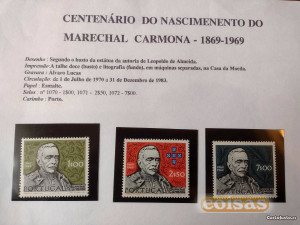 CENTENÁRIO DO NASCIMENTO DO
MARECHAL CARMONA - 1869-1969
Desenho : Segundo o busto da estátua da autoria de Leopoldo de Almeida.
Impressão: A talhe doce (busto) e litografia (fundo), em máquinas separadas, na Casa da Moeda.
Gravura : Álvaro Lucas
Circulação: de 1 de Julho de 1970 a 31 de Dezembro de 1983.
Papel : Esmalte.
Selos : nº 1070 - 1$00, 1071 - 2$50, 1072 - 7$00.
Carimbo : Porto.
1$00
PORTUGAL
2$50
PORTUGAL
7$00
PORTUGAL
coisas